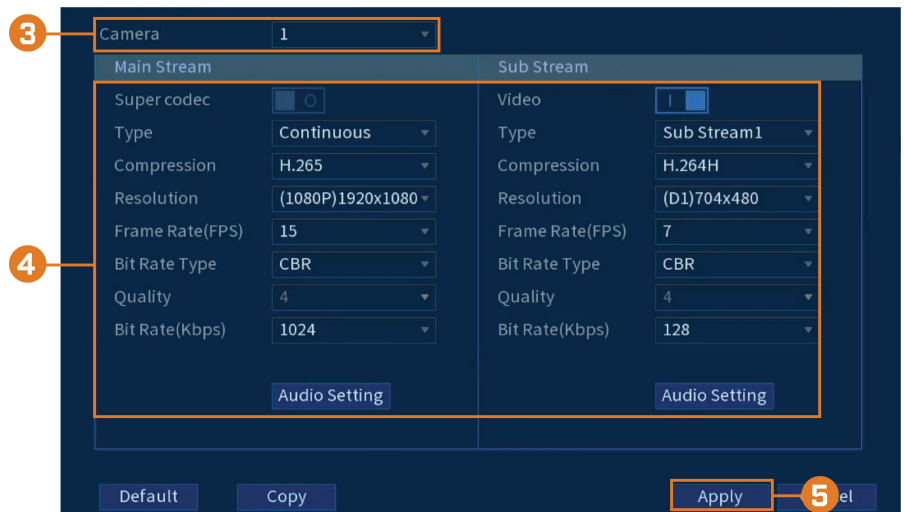 3 Camera 1
Main Stream Sub Stream
Super codec O Video I
Type Continuous Type Sub Stream1
Compression H.265 Compression H.264H
Resolution (1080P)1920x1080 Resolution (D1)704x480
Frame Rate(FPS) 15 Frame Rate(FPS) 7
4 Bit Rate Type CBR Bit Rate Type CBR
Quality 4 Quality 4
Bit Rate(Kbps) 1024 Bit Rate(Kbps) 128
Audio Setting Audio Setting
Default Copy Apply 5 el